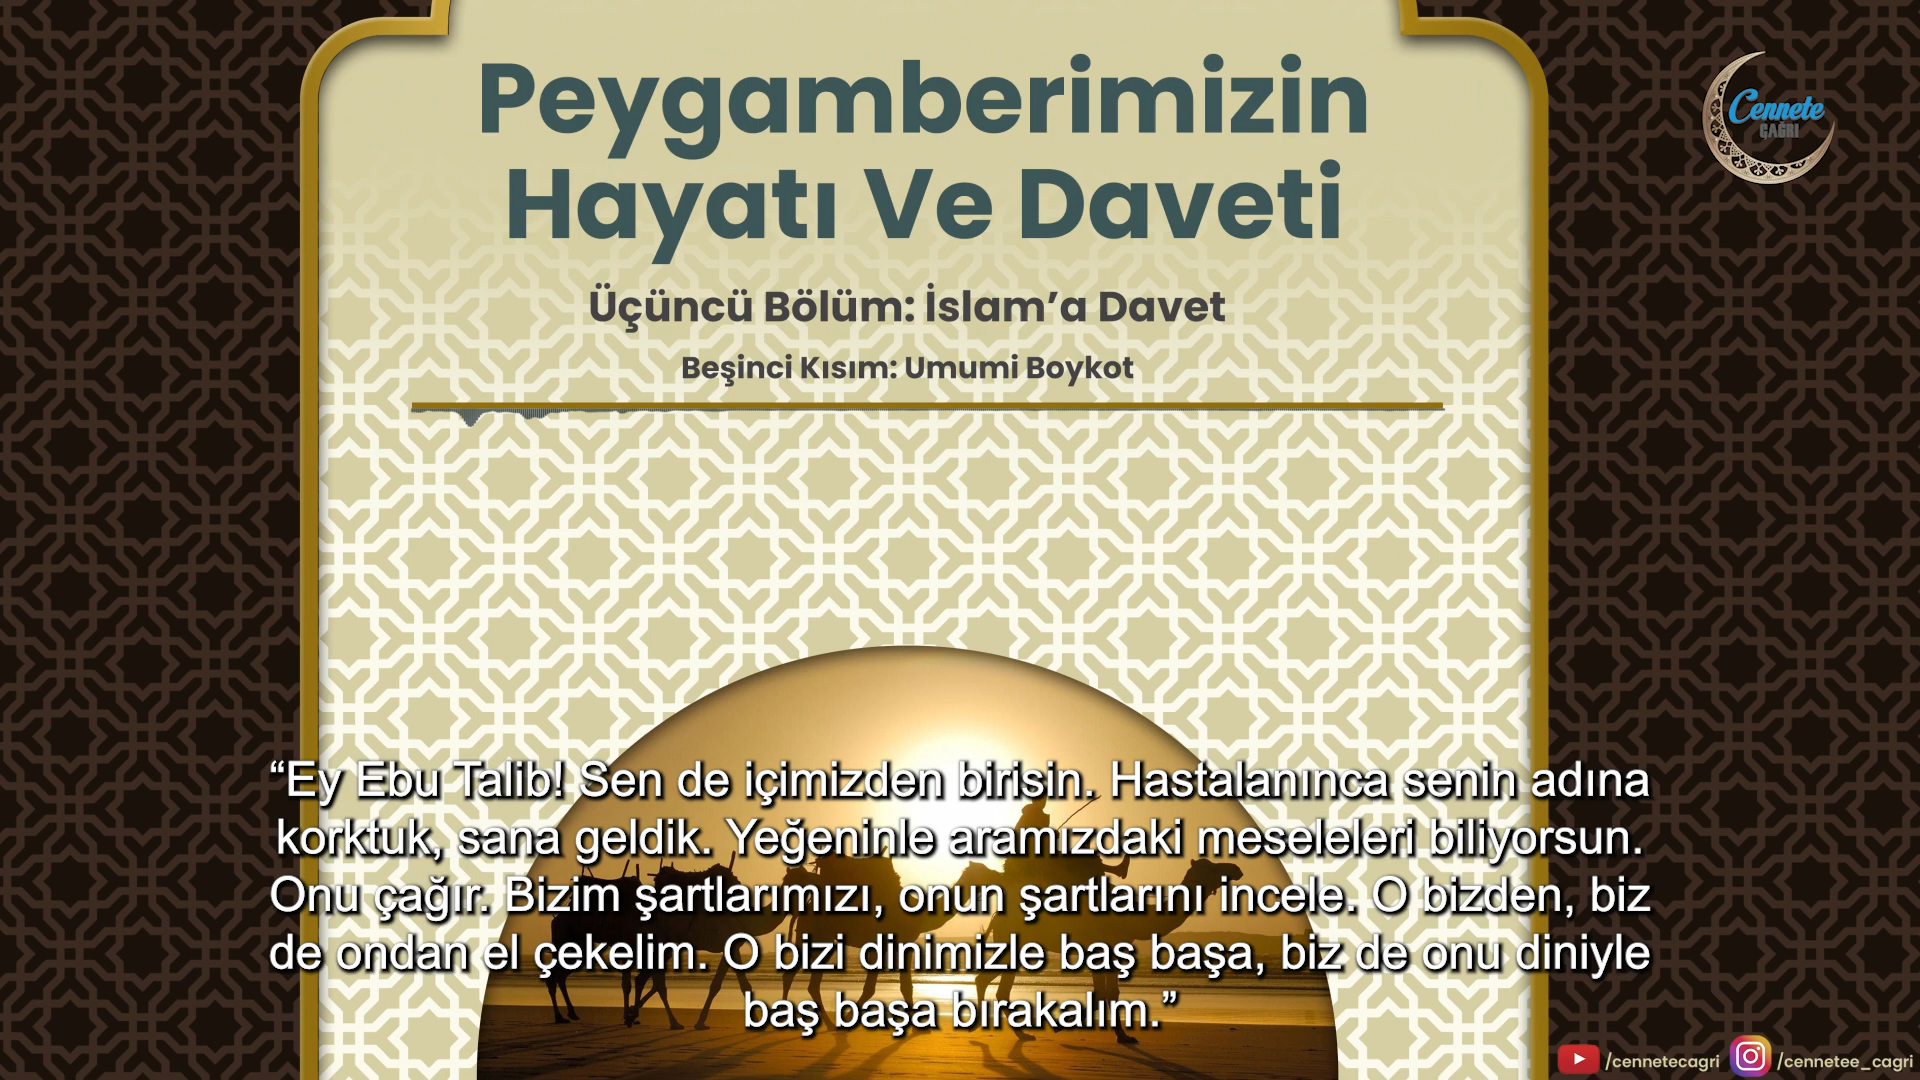 Peygamberimizin
Hayatı Ve Daveti
Üçüncü Bölüm: İslam’a Davet
Beşinci Kısım: Umumi Boykot
Cennete
ÇAĞRI
“Ey Ebu Talib! Sen de içimizden birisin. Hastalanınca senin adına
korktuk, sana geldik. Yeğeninle aramızdaki meseleleri biliyorsun.
Onu çağır. Bizim şartlarımızı, onun şartlarını incele. O bizden, biz
de ondan el çekelim. O bizi dinimizle baş başa, biz de onu diniyle
baş başa bırakalım.”
/cennetecagri /cennetee_cagri